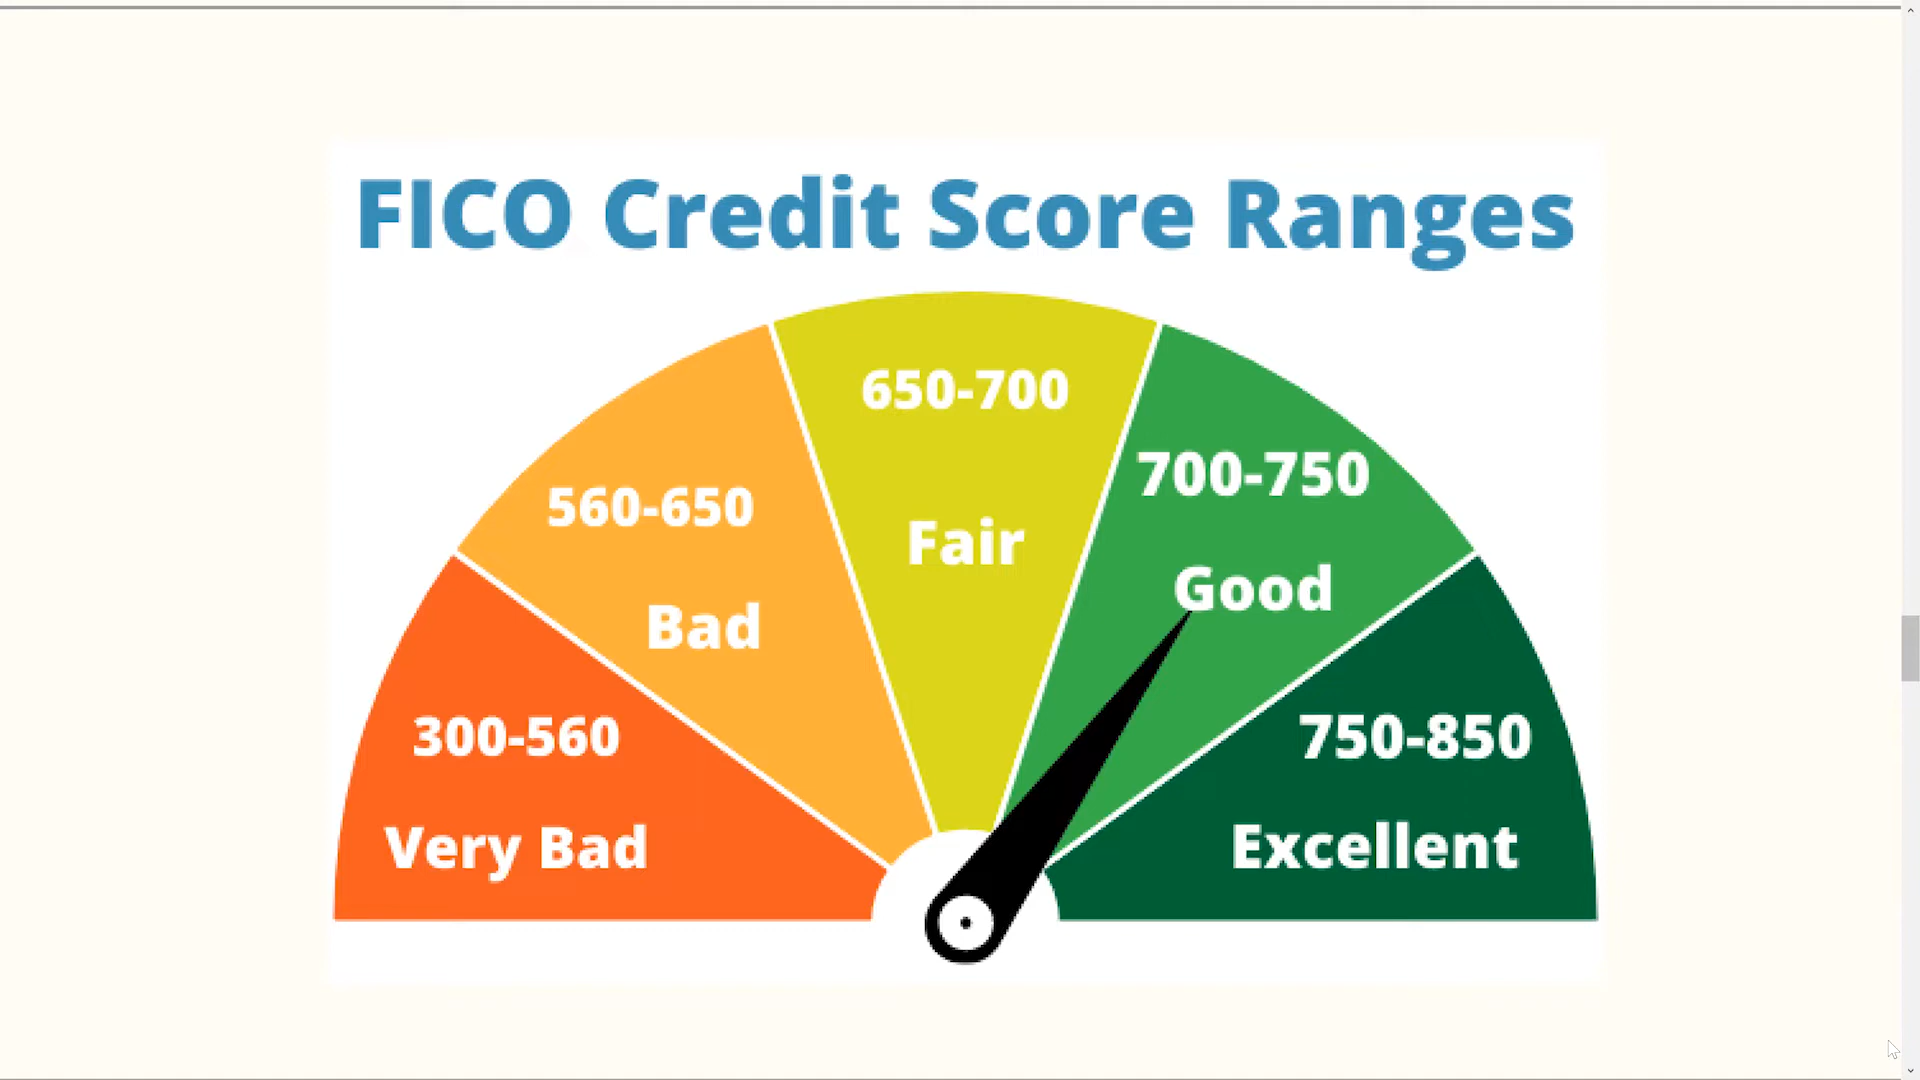 FICO Credit Score Ranges
300-560
Very Bad
560-650
Bad
650-700
Fair
700-750
Good
750-850
Excellent